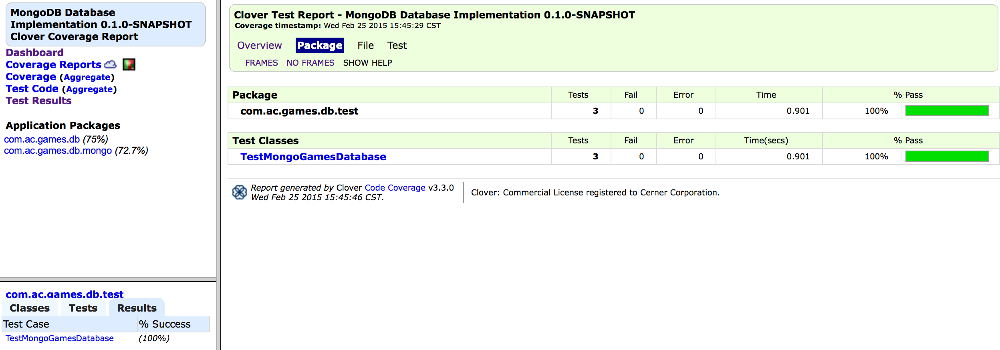 MongoDB Database
Implementation 0.1.0-SNAPSHOT
Clover Coverage Report
Dashboard
Coverage Reports
Coverage (Aggregate)
Test Code (Aggregate)
Test Results
Application Packages
com.ac.games.db (75%)
com.ac.games.db.mongo (72.7%)
com.ac.games.db.test
Classes Tests Results
Test Case % Success
TestMongoGamesDatabase (100%)
Clover Test Report - MongoDB Database Implementation 0.1.0-SNAPSHOT
Coverage timestamp: Wed Feb 25 2015 15:45:29 CST
Overview Package File Test
FRAMES NO FRAMES SHOW HELP
Package Tests Fail Error Time % Pass
com.ac.games.db.test 3 0 0 0.901 100%
Test Classes Tests Fail Error Time(secs) % Pass
TestMongoGamesDatabase 3 0 0 0.901 100%
Report generated by Clover Code Coverage v3.3.0
Wed Feb 25 2015 15:45:46 CST.
Clover: Commercial License registered to Cerner Corporation.